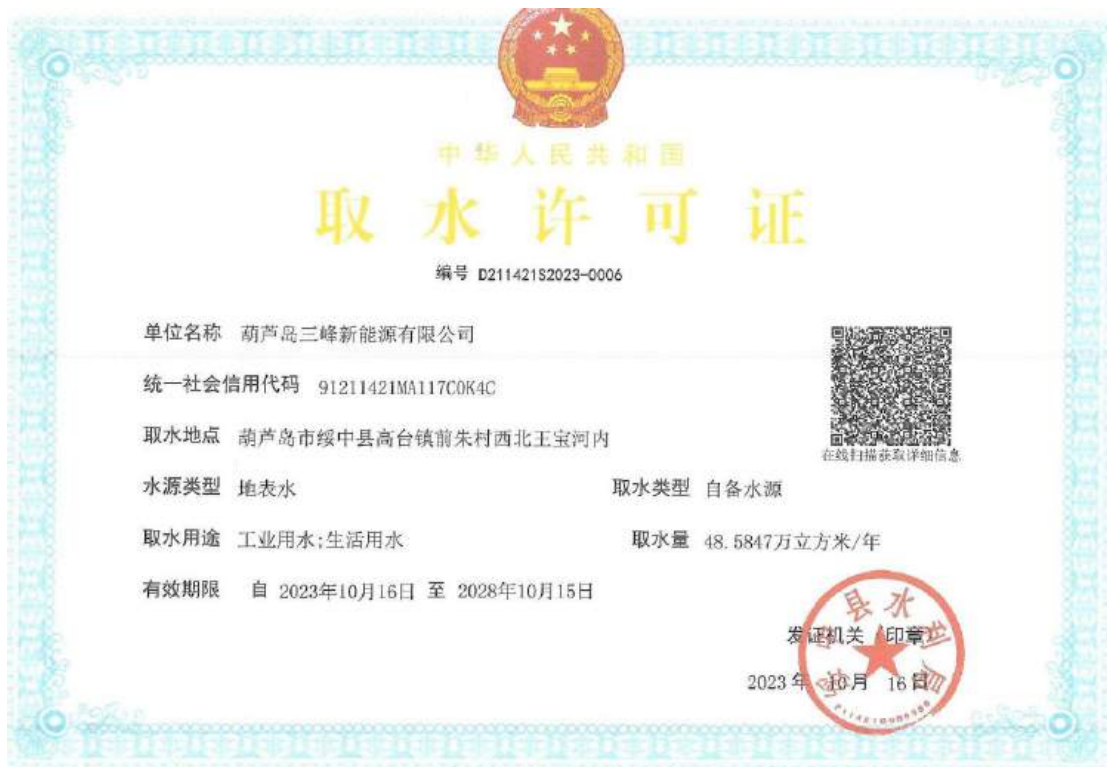 中华人民共和国
取水许可证
编号 D211421S2023-0006
单位名称 葫芦岛三峰新能源有限公司
统一社会信用代码 91211421MA117C0K4C
取水地点 葫芦岛市绥中县高台镇前朱村西北王宝河内
在线扫描获取详细信息
水源类型 地表水 取水类型 自备水源
取水用途 工业用水;生活用水 取水量 48.5847万立方米/年
有效期限 自 2023年10月16日 至 2028年10月15日
绥中县水利局
发证机关（印章）
2023年 10月 16日